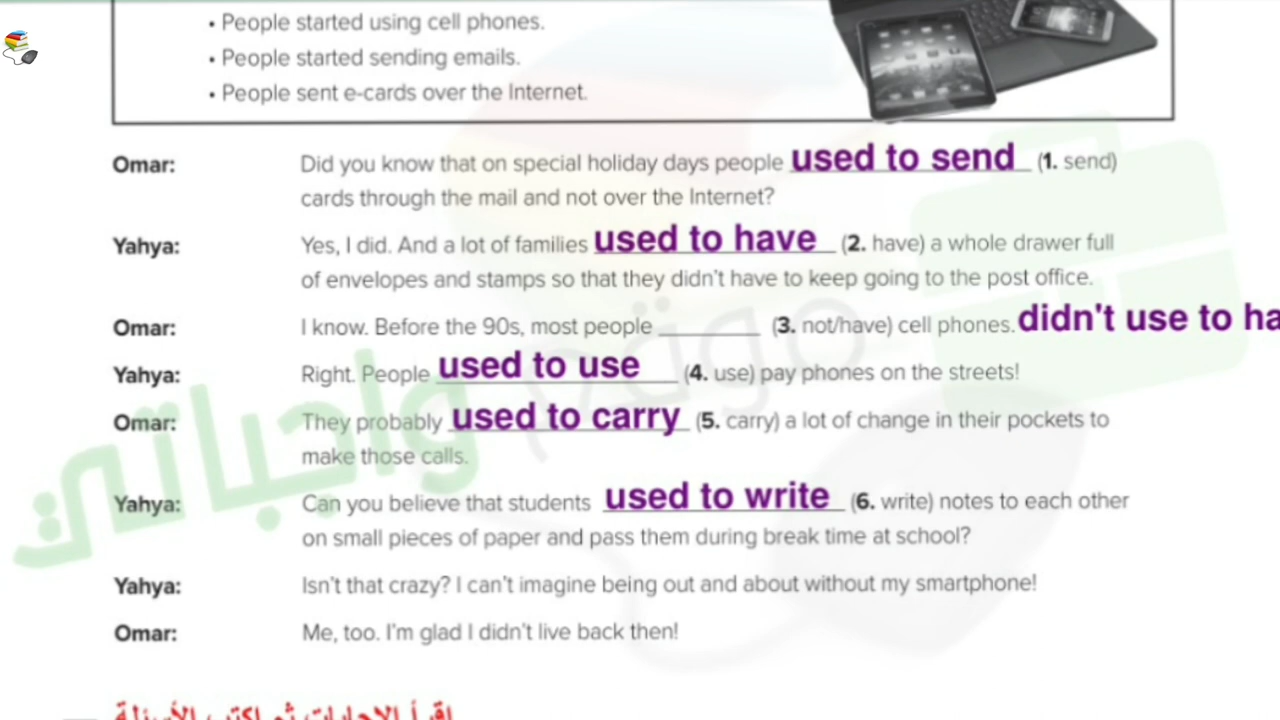 • People started using cell phones.
• People started sending emails.
• People sent e-cards over the Internet.
Omar: Did you know that on special holiday days people used to send (1. send)
cards through the mail and not over the Internet?
Yahya: Yes, I did. And a lot of families used to have (2. have) a whole drawer full
of envelopes and stamps so that they didn't have to keep going to the post office.
Omar: I know. Before the 90s, most people ________ (3. not/have) cell phones. didn't use to ha
Yahya: Right. People used to use (4. use) pay phones on the streets!
Omar: They probably used to carry (5. carry) a lot of change in their pockets to
make those calls.
Yahya: Can you believe that students used to write (6. write) notes to each other
on small pieces of paper and pass them during break time at school?
Yahya: Isn't that crazy? I can't imagine being out and about without my smartphone!
Omar: Me, too. I'm glad I didn't live back then!
اقرأ الإجابات ثم اكتب الأسئلة
واجباتي